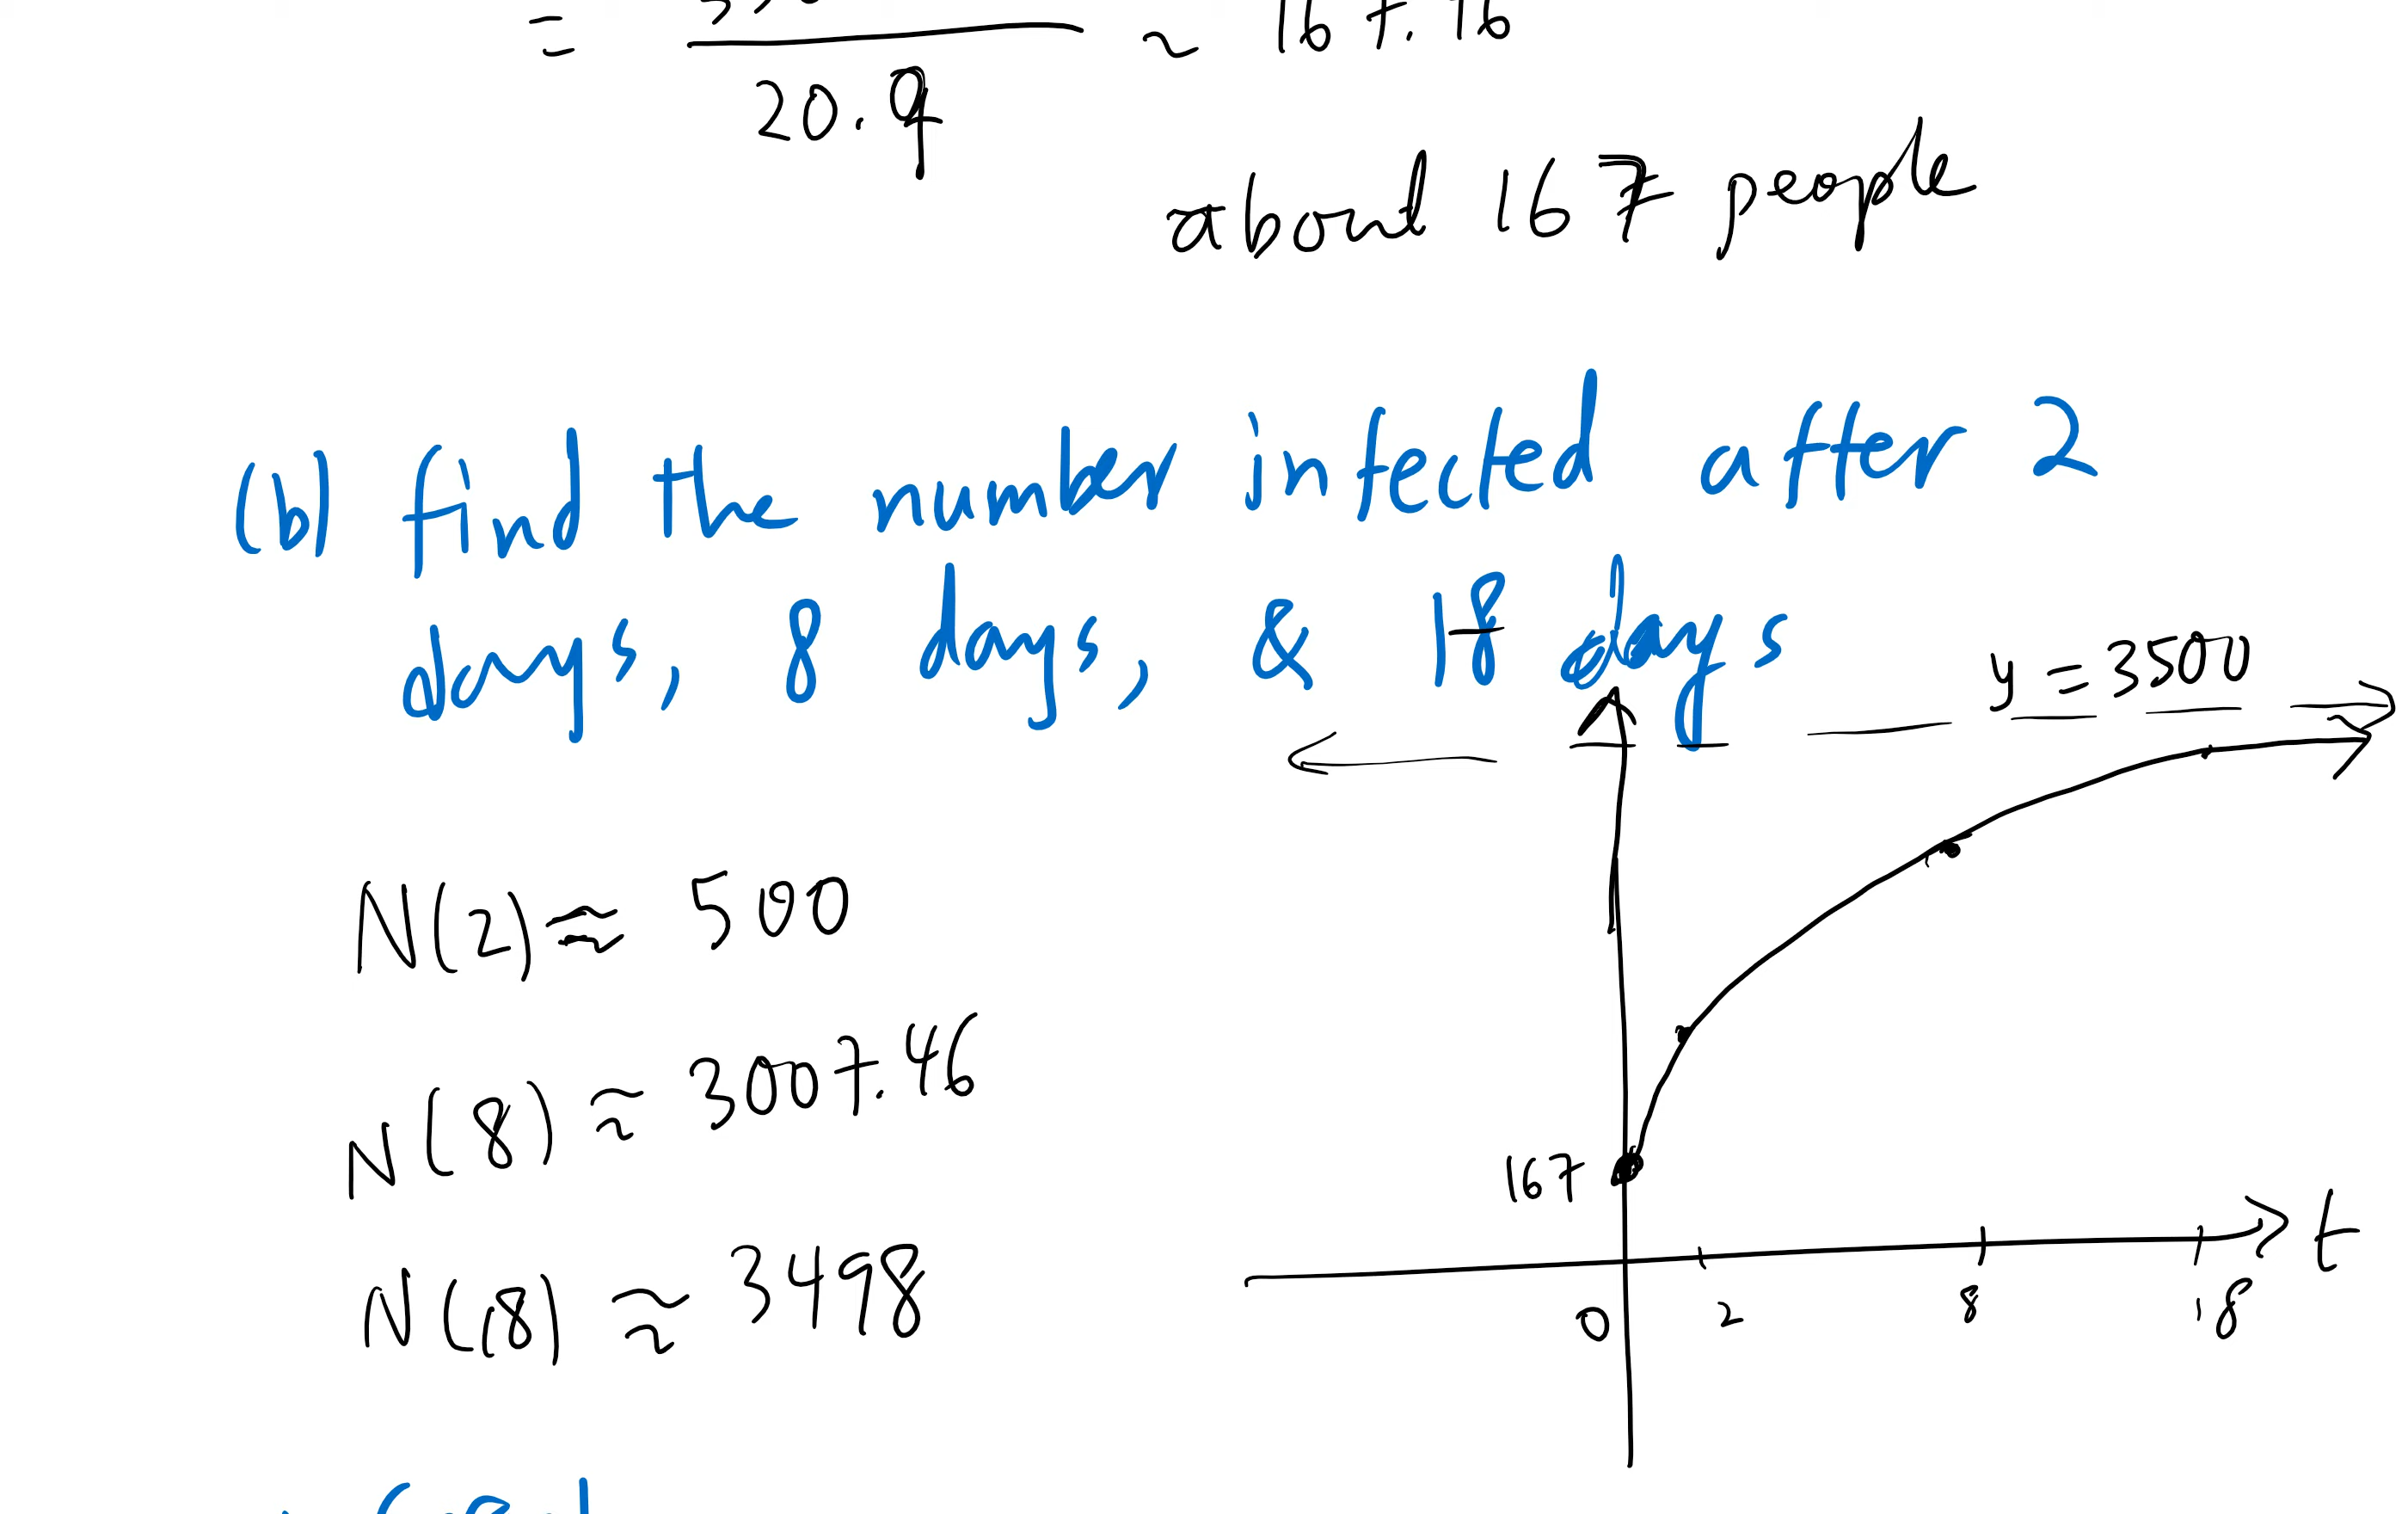 = 20.9 ~ 167.46
about 167 people
(b) find the number infected after 2
days, 8 days, & 18 days
y = 3500
N(2) ≈ 500
N(8) ≈ 3007.46
167
N(18) ≈ 3498
t
0 2 8 18